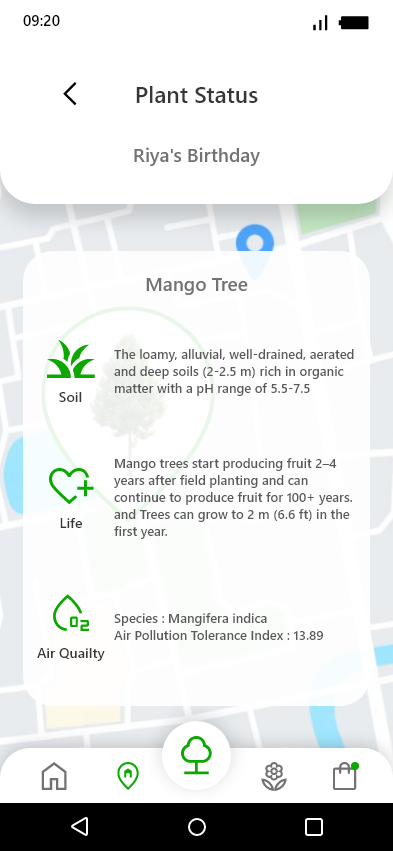 09:20
Plant Status
Riya's Birthday
Mango Tree
The loamy, alluvial, well-drained, aerated
and deep soils (2-2.5 m) rich in organic
matter with a pH range of 5.5-7.5
Soil
Mango trees start producing fruit 2–4
years after field planting and can
continue to produce fruit for 100+ years.
and Trees can grow to 2 m (6.6 ft) in the
first year.
Life
O2
Species : Mangifera indica
Air Pollution Tolerance Index : 13.89
Air Quailty